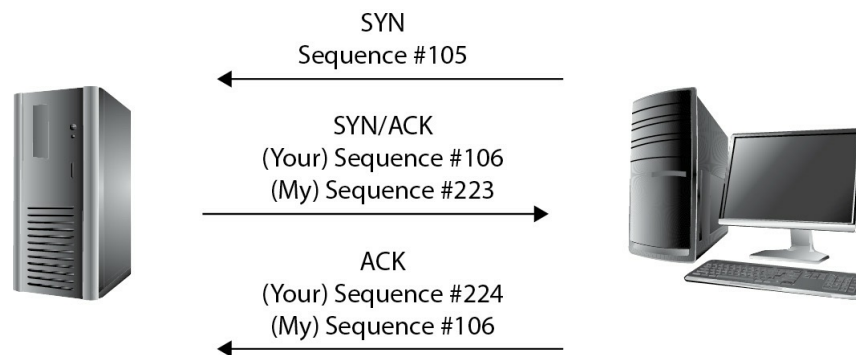 SYN
Sequence #105
SYN/ACK
(Your) Sequence #106
(My) Sequence #223
ACK
(Your) Sequence #224
(My) Sequence #106